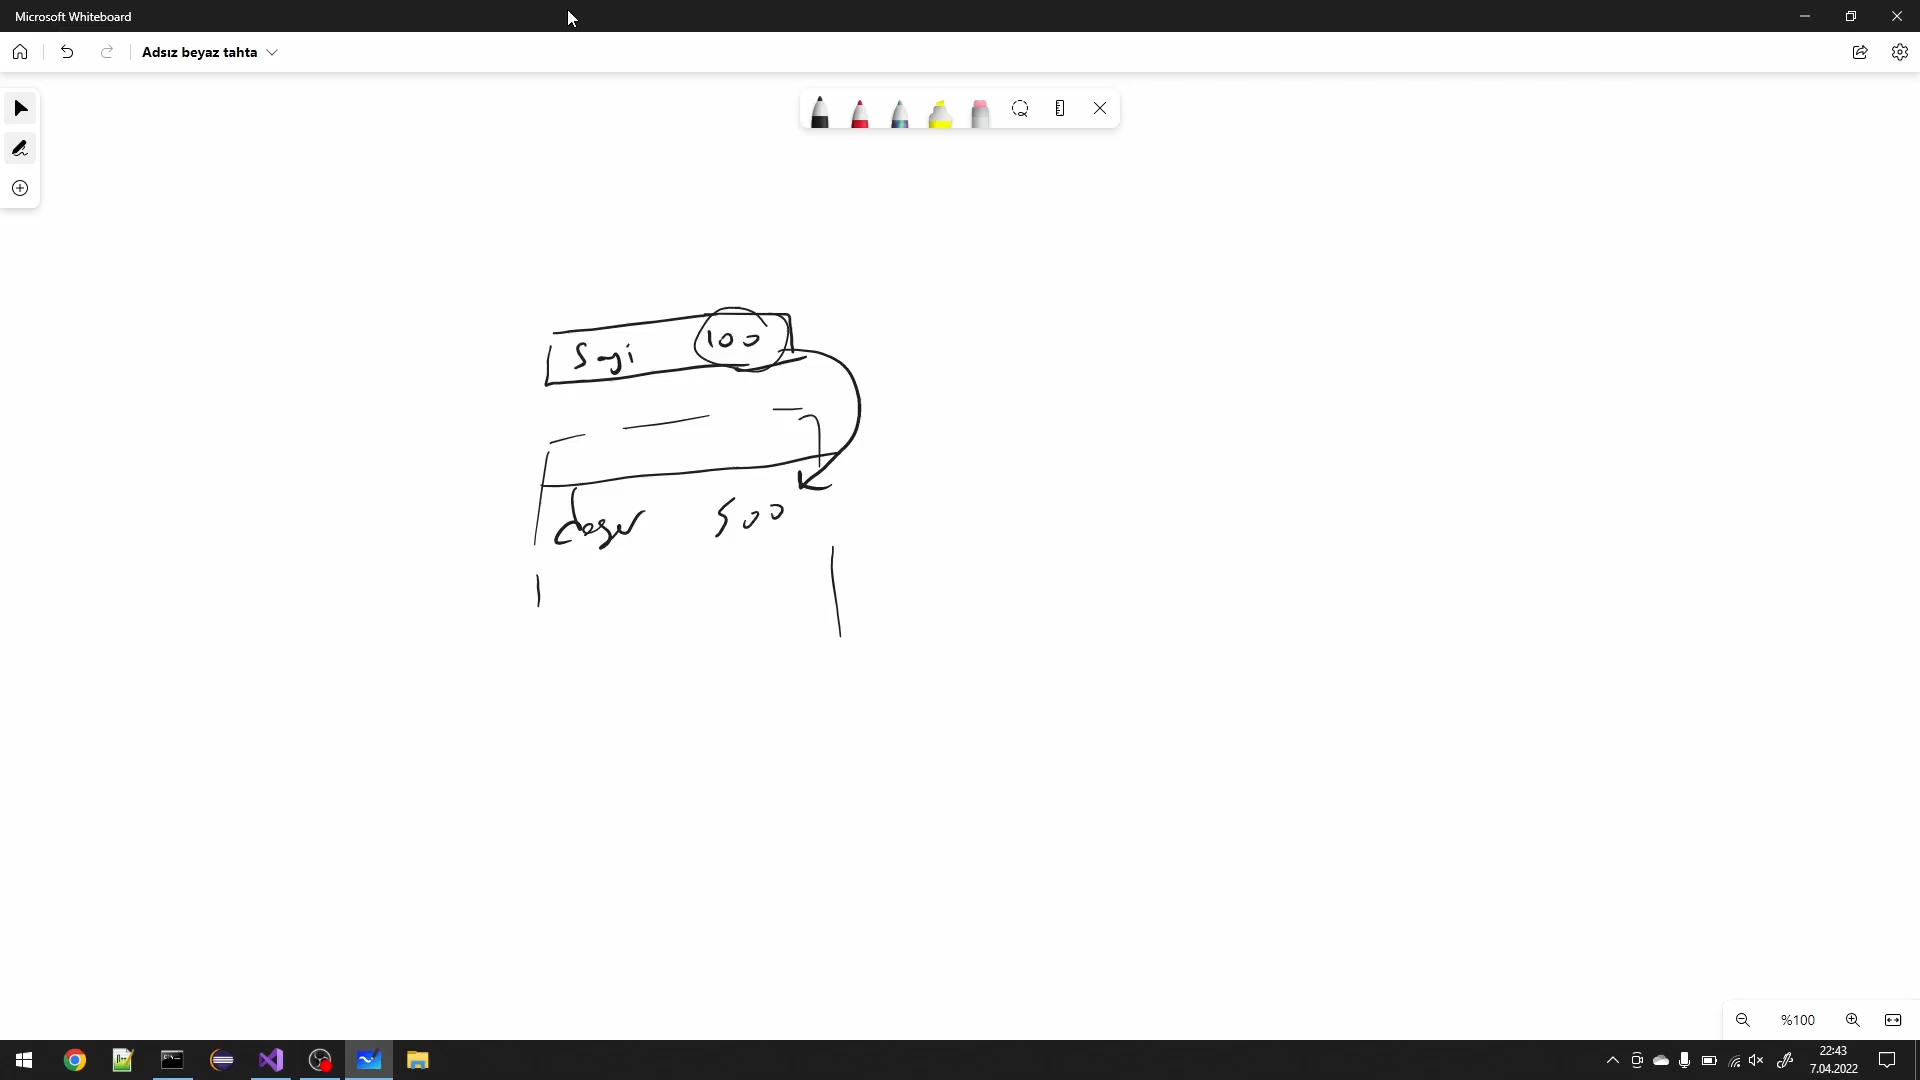 Microsoft Whiteboard
Adsız beyaz tahta
Sayi 100
deger 500
%100
22:43
7.04.2022